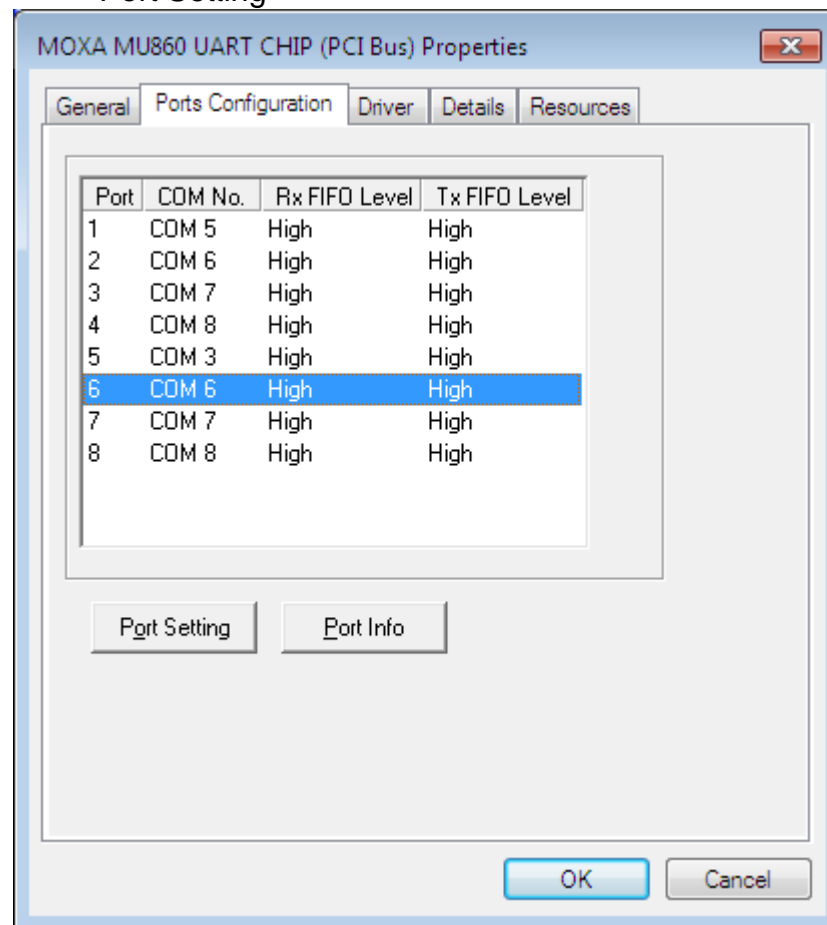 Port Setting
MOXA MU860 UART CHIP (PCI Bus) Properties
General Ports Configuration Driver Details Resources
Port COM No. Rx FIFO Level Tx FIFO Level
1 COM 5 High High
2 COM 6 High High
3 COM 7 High High
4 COM 8 High High
5 COM 3 High High
6 COM 6 High High
7 COM 7 High High
8 COM 8 High High
Port Setting Port Info
OK Cancel